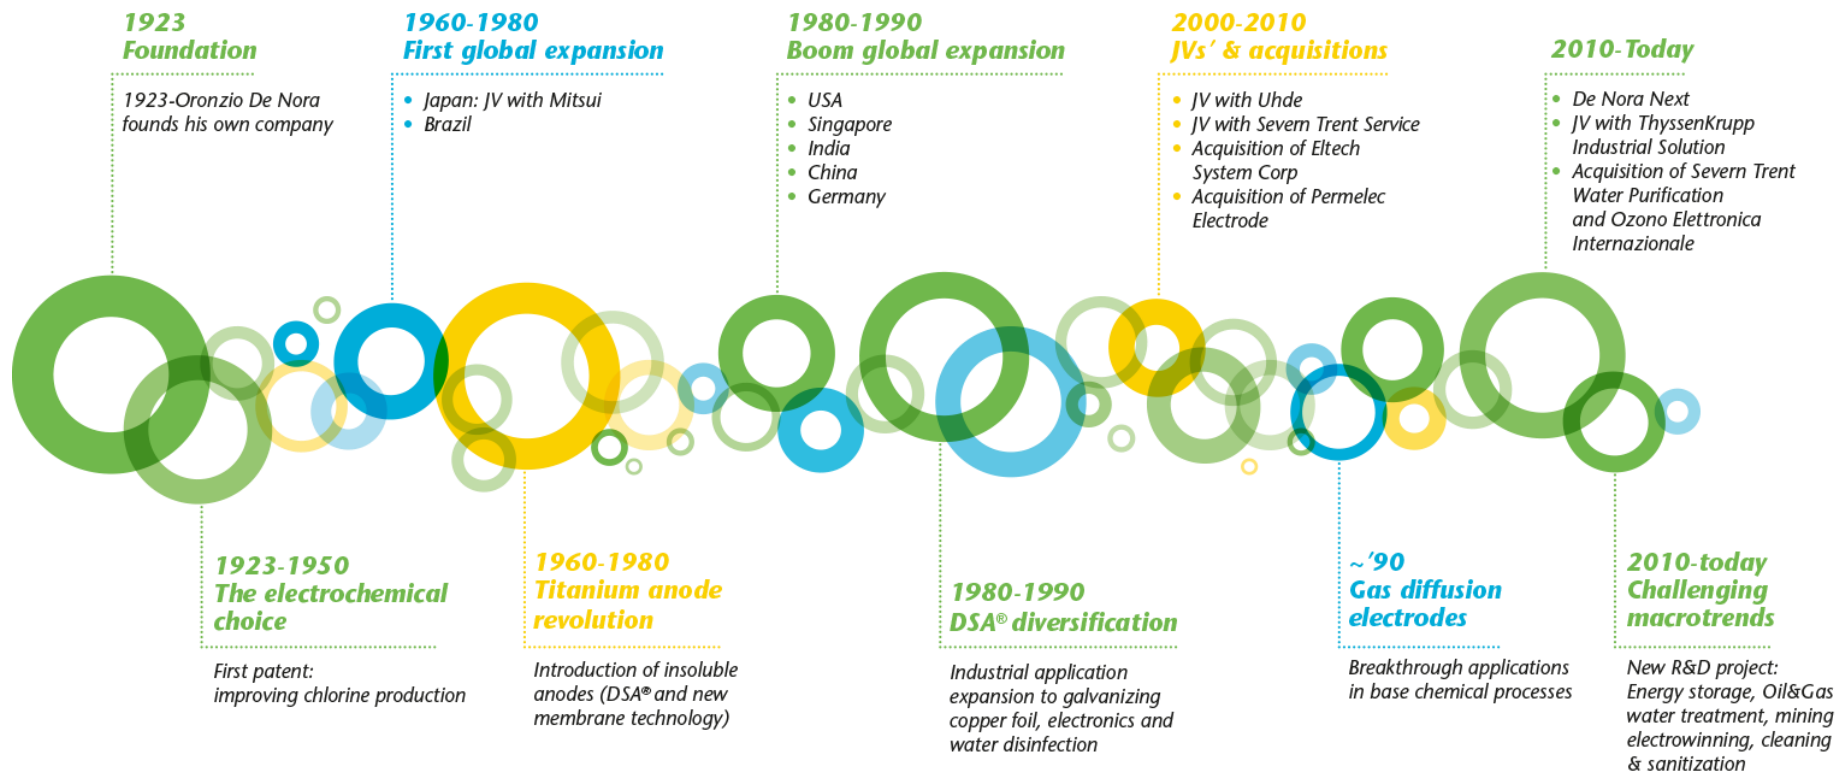 1923
Foundation
1923-Oronzio De Nora
founds his own company
1960-1980
First global expansion
• Japan: JV with Mitsui
• Brazil
1980-1990
Boom global expansion
• USA
• Singapore
• India
• China
• Germany
2000-2010
JVs' & acquisitions
• JV with Uhde
• JV with Severn Trent Service
• Acquisition of Eltech
System Corp
• Acquisition of Permelec
Electrode
2010-Today
• De Nora Next
• JV with ThyssenKrupp
Industrial Solution
• Acquisition of Severn Trent
Water Purification
and Ozono Elettronica
Internazionale
1923-1950
The electrochemical
choice
First patent:
improving chlorine production
1960-1980
Titanium anode
revolution
Introduction of insoluble
anodes (DSA® and new
membrane technology)
1980-1990
DSA® diversification
Industrial application
expansion to galvanizing
copper foil, electronics and
water disinfection
~'90
Gas diffusion
electrodes
Breakthrough applications
in base chemical processes
2010-today
Challenging
macrotrends
New R&D project:
Energy storage, Oil&Gas
water treatment, mining
electrowinning, cleaning
& sanitization